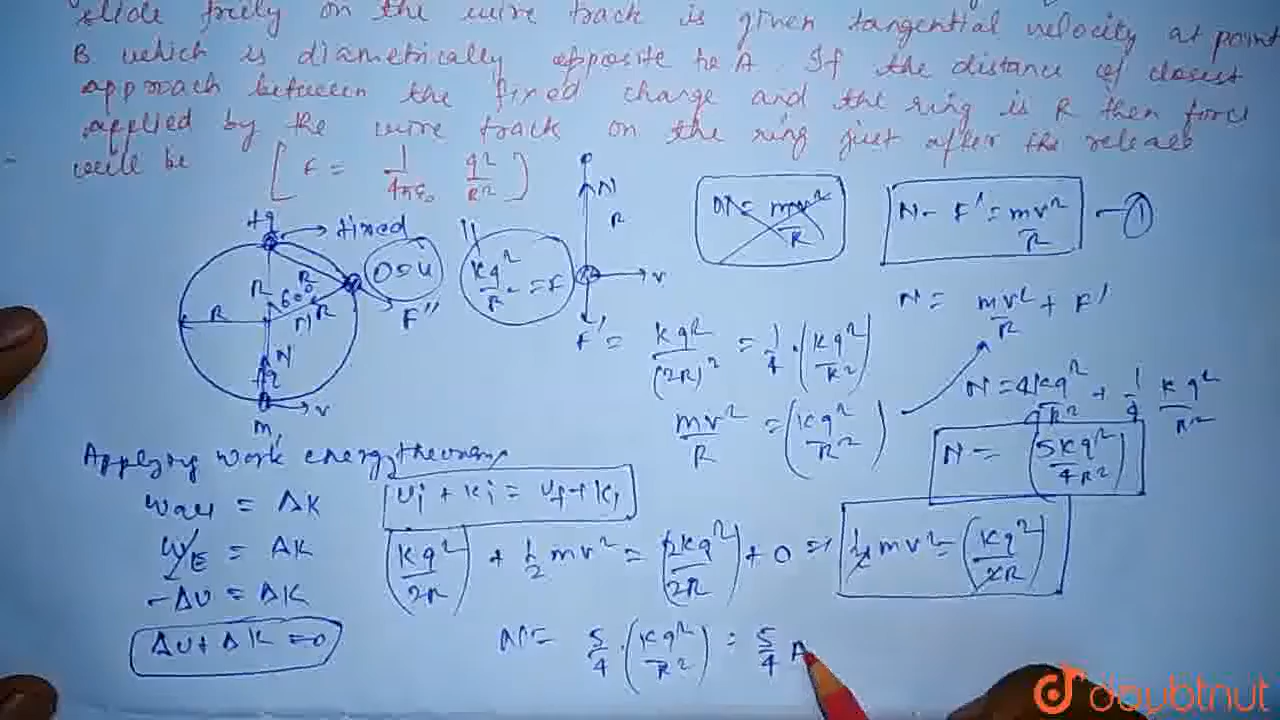 slide freely on the wire track is given tangential velocity at point
B which is diametrically opposite to A. If the distance of closest
approach between the fixed charge and the ring is R then force
applied by the wire track on the ring just after the release
will be [F = 1/4πε₀ q²/R²]
+q → fixed
R 60° R R
N'
F''
0 = v
N
+q
→ v
m,
kq²/R² = F
N
R
→ v
F' = kq²/(2R)² = 1/4 · (kq²/R²)
N = mv²/R
N - F' = mv²/R —①
N = mv²/R + F'
mv²/R = (kq²/R²)
N = 4kq²/4R² + 1/4 kq²/R²
N = (5kq²/4R²)
Applying work energy theorem,
Wall = ΔK
W/E = ΔK
-ΔU = ΔK
ΔU + ΔK = 0
Ui + Ki = Uf + Kf
(kq²/2R) + 1/2 mv² = (2kq²/2R) + 0 ⇒ 1/2 mv² = (kq²/2R)
N = 5/4 · (kq²/R²) = 5/4
doubtnut